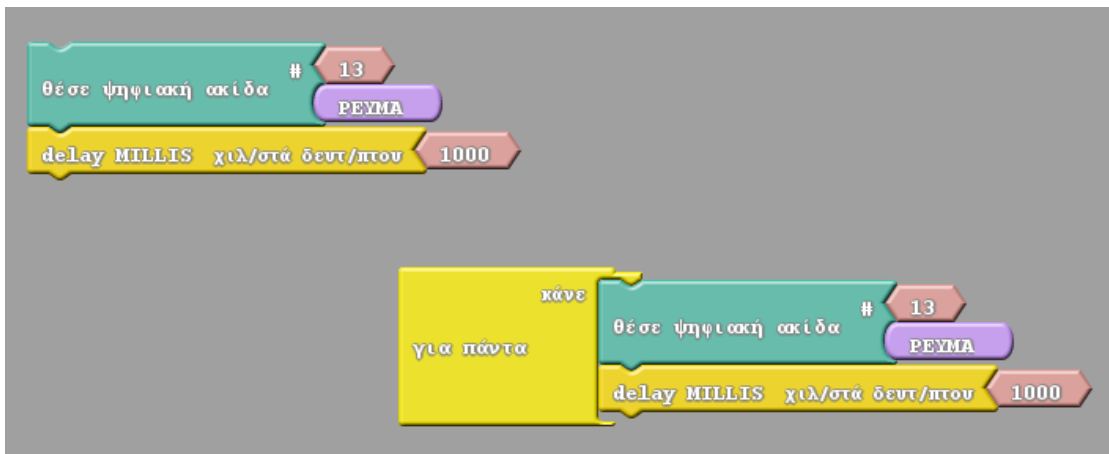 # 13
θέσε ψηφιακή ακίδα
ΡΕΥΜΑ
delay MILLIS χιλ/στά δευτ/πτου 1000
κάνε
# 13
θέσε ψηφιακή ακίδα
για πάντα
ΡΕΥΜΑ
delay MILLIS χιλ/στά δευτ/πτου 1000